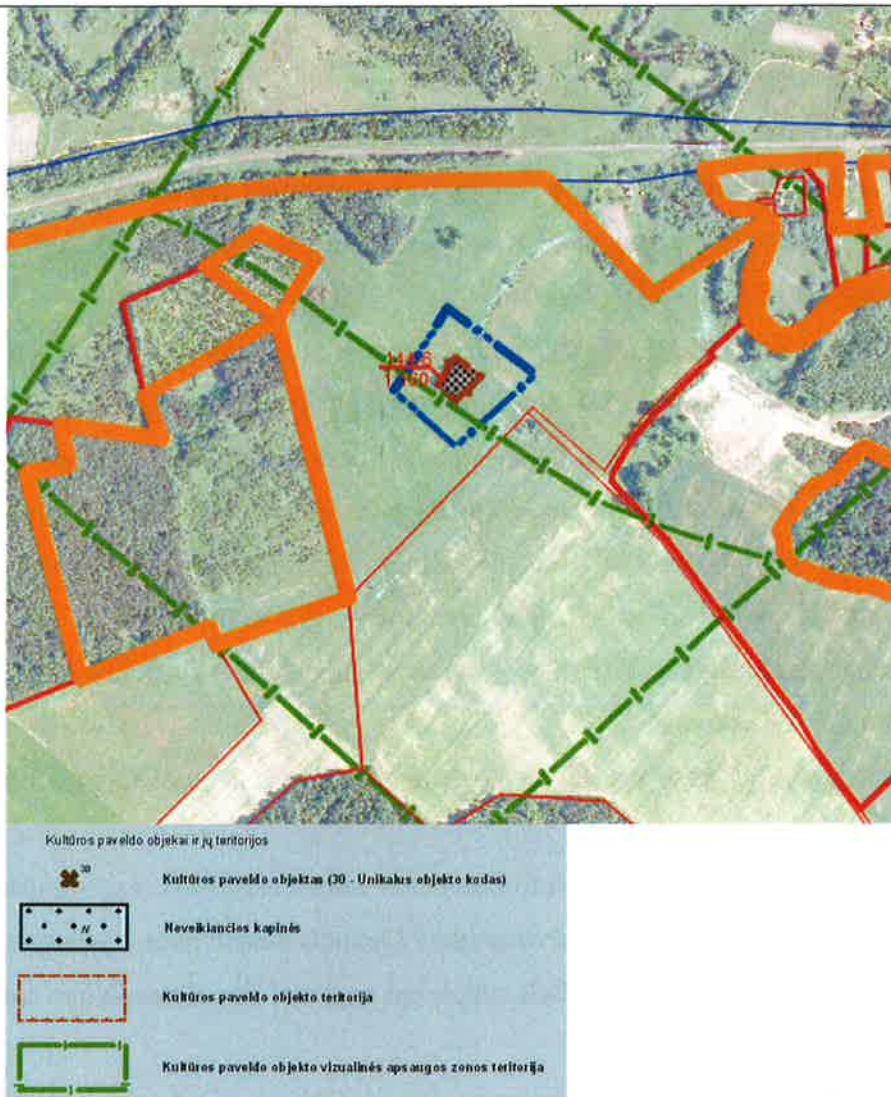 Kultūros paveldo objekai ir jų teritorijos
30
Kultūros paveldo objektas (30 - Unikalus objekto kodas)
N
Neveikiančios kapinės
Kultūros paveldo objekto teritorija
Kultūros paveldo objekto vizualinės apsaugos zonos teritorija